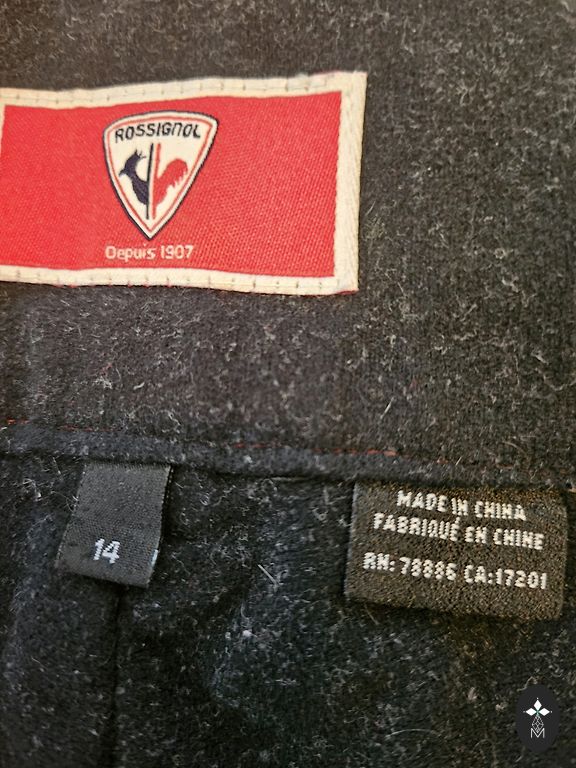 ROSSIGNOL
Depuis 1907
14
MADE IN CHINA
FABRIQUÉ EN CHINE
RN: 78886 CA:17201
M